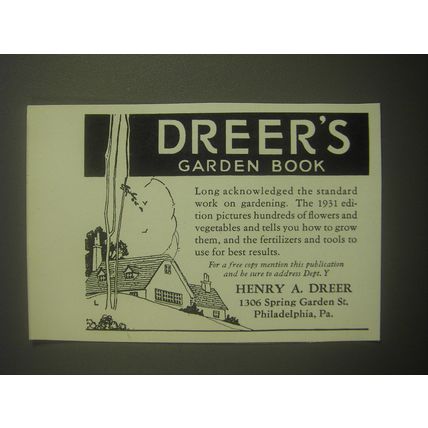 DREER'S
GARDEN BOOK
Long acknowledged the standard
work on gardening. The 1931 edi-
tion pictures hundreds of flowers and
vegetables and tells you how to grow
them, and the fertilizers and tools to
use for best results.
For a free copy mention this publication
and be sure to address Dept. Y
HENRY A. DREER
1306 Spring Garden St.
Philadelphia, Pa.